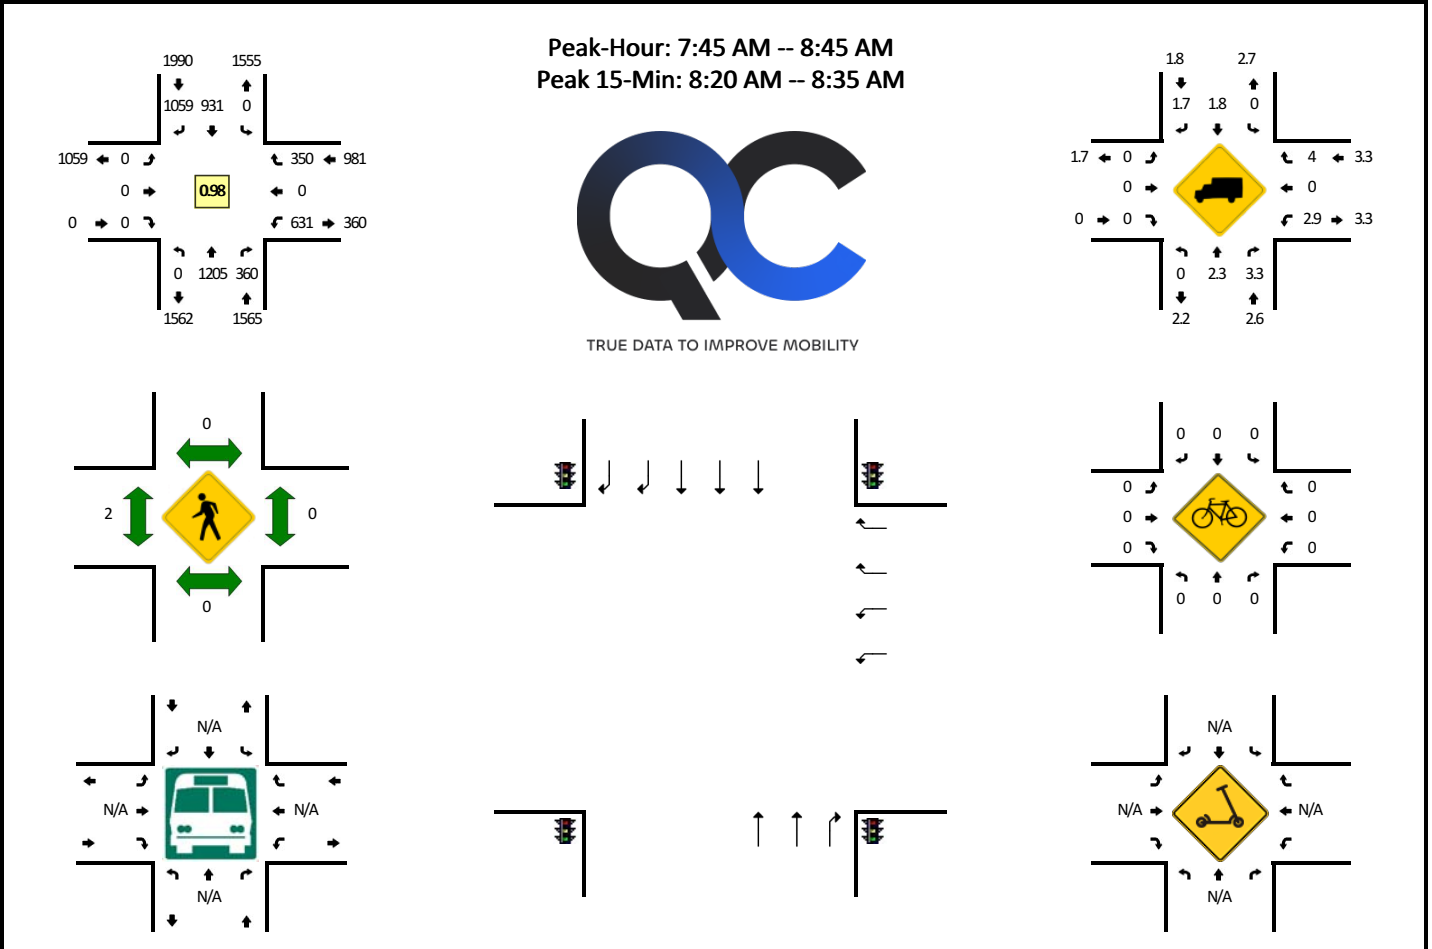 Peak-Hour: 7:45 AM -- 8:45 AM
Peak 15-Min: 8:20 AM -- 8:35 AM
1990 1555
1059 931 0
1059 0 350 981
0 0.98 0
0 0 631 360
0 1205 360
1562 1565
1.8 2.7
1.7 1.8 0
1.7 0 4 3.3
0 0
0 0 2.9 3.3
0 2.3 3.3
2.2 2.6
QC
TRUE DATA TO IMPROVE MOBILITY
0
2 0
0
0 0 0
0 0
0 0
0 0
0 0 0
N/A
N/A N/A
N/A
N/A
N/A N/A
N/A